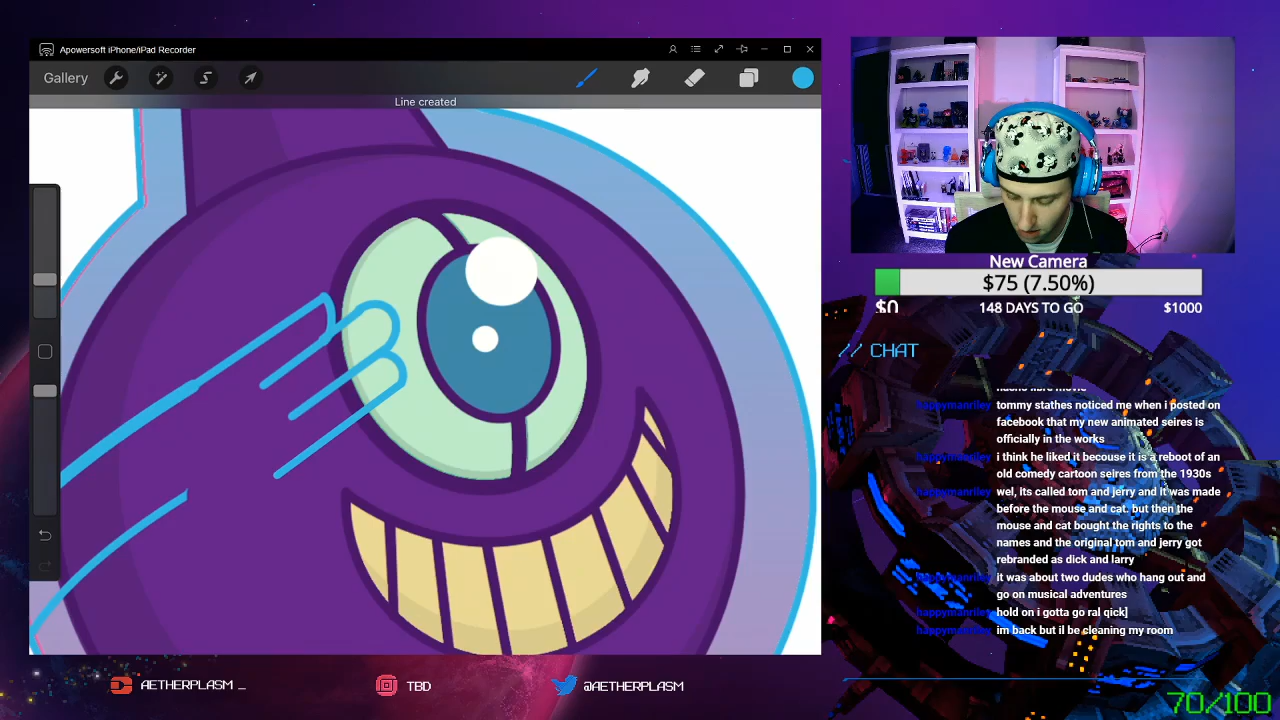 Apowersoft iPhone/iPad Recorder
Gallery
Line created
New Camera
$75 (7.50%)
$0
148 DAYS TO GO
$1000
// CHAT
happymanriley tommy stathes noticed me when i posted on
facebook that my new animated seires is
officially in the works
happymanriley i think he liked it becouse it is a reboot of an
old comedy cartoon seires from the 1930s
happymanriley wel, its called tom and jerry and it was made
before the mouse and cat. but then the
mouse and cat bought the rights to the
names and the original tom and jerry got
rebranded as dick and larry
happymanriley it was about two dudes who hang out and
go on musical adventures
happymanriley hold on i gotta go ral qick]
happymanriley im back but il be cleaning my room
AETHERPLASM _
TBD
@AETHERPLASM
70/100